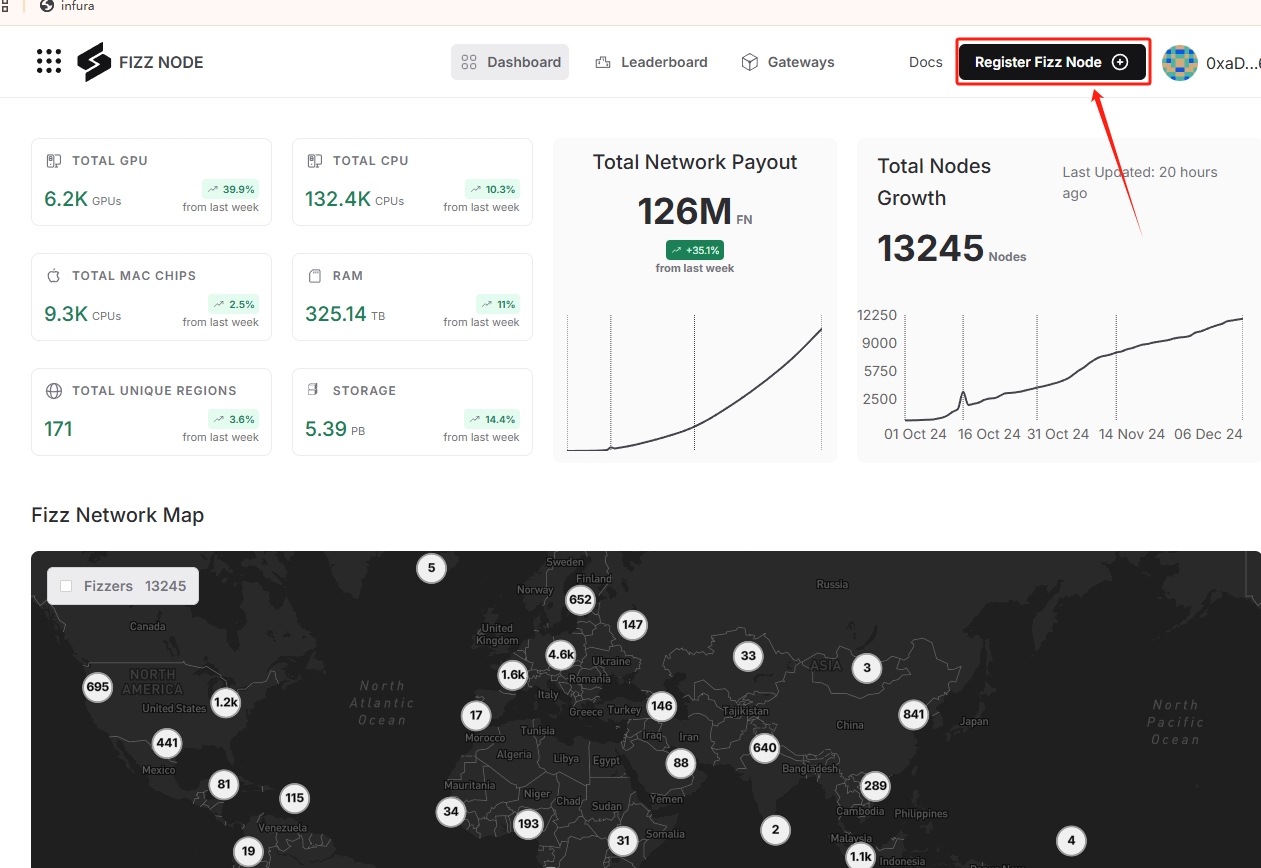 infura
FIZZ NODE
Dashboard
Leaderboard
Gateways
Docs
Register Fizz Node
0xaD...
TOTAL GPU
6.2K GPUs
39.9%
from last week
TOTAL CPU
132.4K CPUs
10.3%
from last week
TOTAL MAC CHIPS
9.3K CPUs
2.5%
from last week
RAM
325.14 TB
11%
from last week
TOTAL UNIQUE REGIONS
171
3.6%
from last week
STORAGE
5.39 PB
14.4%
from last week
Total Network Payout
126M FN
+35.1%
from last week
Total Nodes
Growth
Last Updated: 20 hours
ago
13245 Nodes
12250
9000
5750
2500
01 Oct 24
16 Oct 24
31 Oct 24
14 Nov 24
06 Dec 24
Fizz Network Map
Fizzers 13245
5
Sweden
Finland
Norway
Russia
652
Canada
147
United
Kingdom
4.6k
33
Ukraine
3
ASIA
1.6k
Romania
NORTH
AMERICA
695
North
Atlantic
Ocean
Italy
1.2k
United States
146
Greece
Turkey
Tajikistan
17
841
North
Pacific
Ocean
China
Japan
Tunisia
Morocco
Iraq
Iran
441
640
Algeria
Libya
Egypt
88
Mexico
Bangladesh
81
Mauritania
289
115
Niger
Chad
Sudan
Yemen
34
Cambodia
Philippines
193
Venezuela
2
Somalia
31
Malaysia
4
19
1.1k
Indonesia